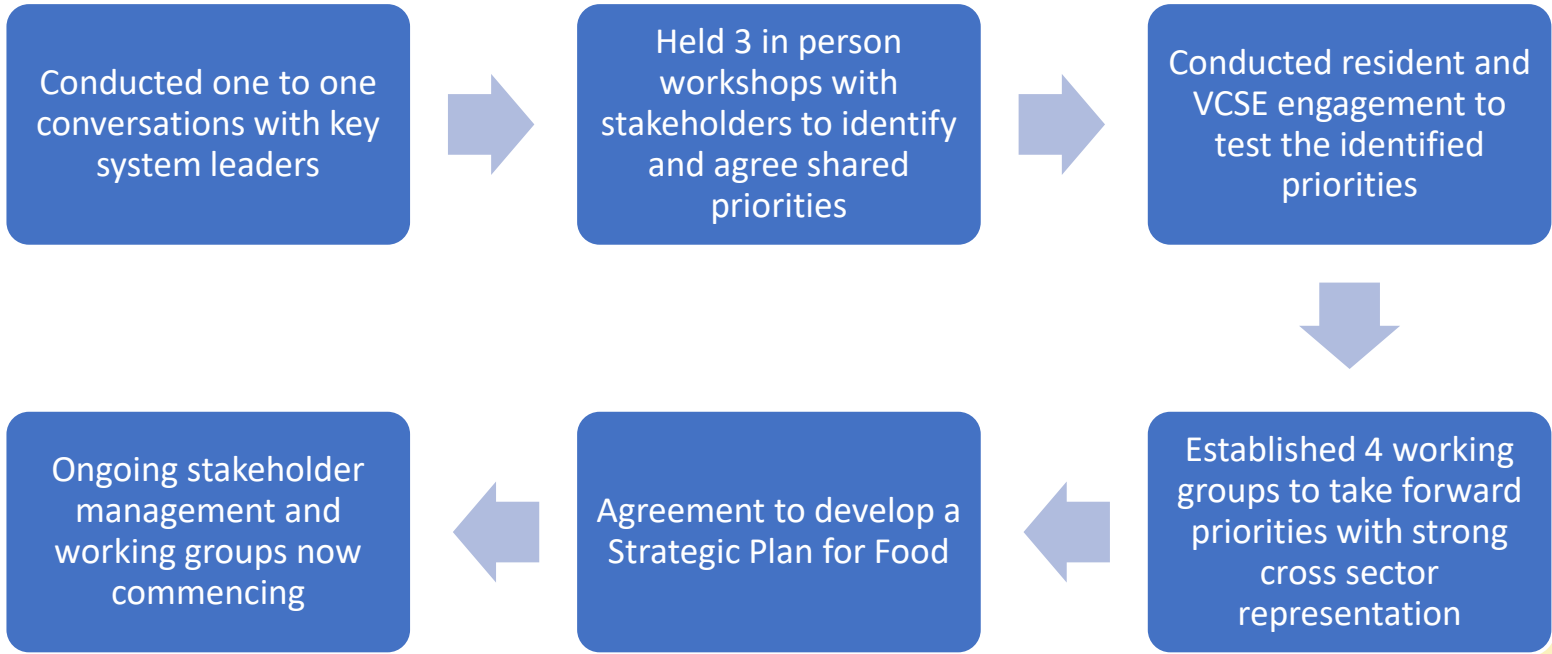 Conducted one to one
conversations with key
system leaders
Held 3 in person
workshops with
stakeholders to identify
and agree shared
priorities
Conducted resident and
VCSE engagement to
test the identified
priorities
Established 4 working
groups to take forward
priorities with strong
cross sector
representation
Agreement to develop a
Strategic Plan for Food
Ongoing stakeholder
management and
working groups now
commencing